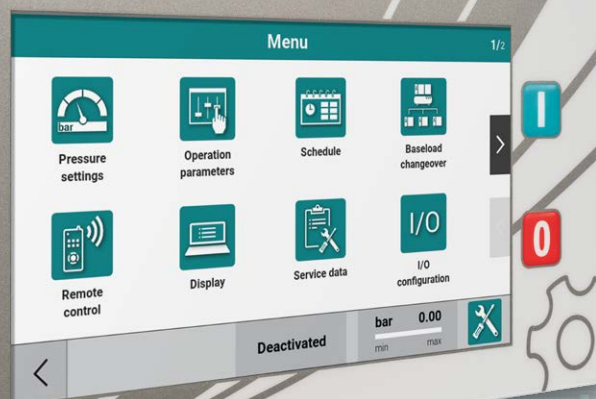 Menu
1/2
bar
Pressure
settings
Operation
parameters
Schedule
Baseload
changeover
Remote
control
Display
Service data
I/O
I/O
configuration
Deactivated
bar 0.00
min max
I
0